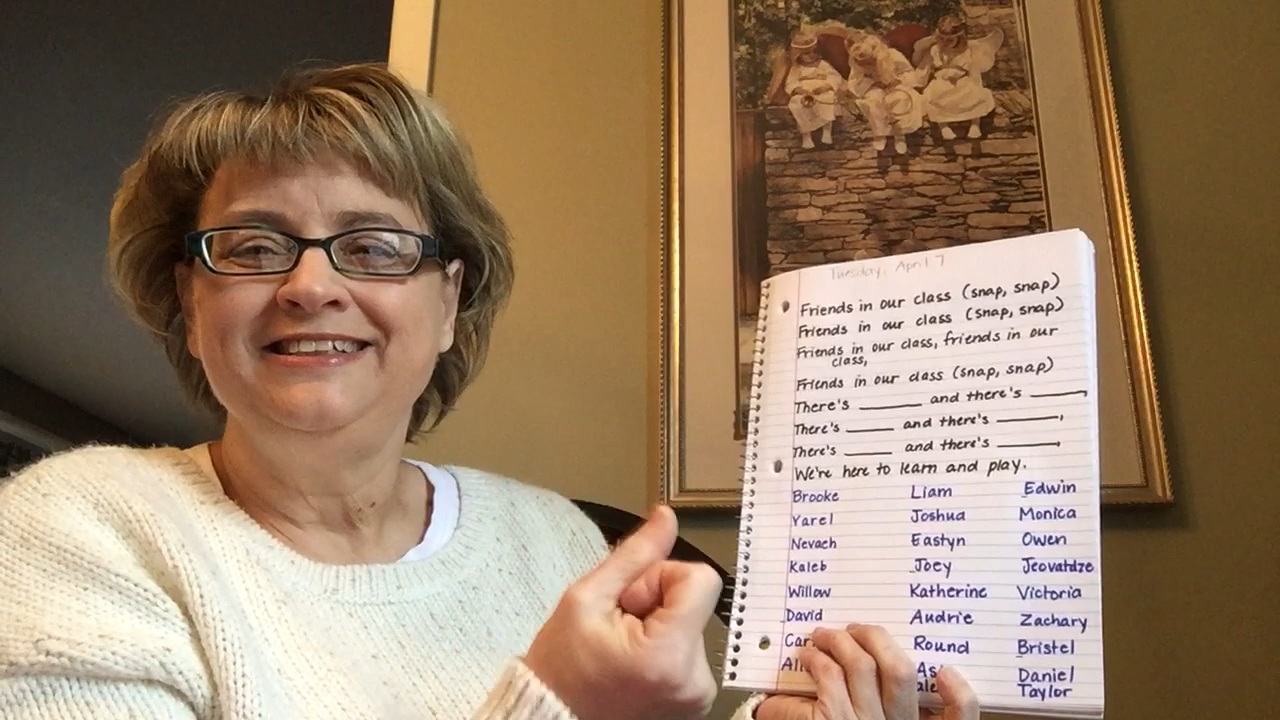 Tuesday, April 7
Friends in our class (snap, snap)
Friends in our class (snap, snap)
Friends in our class, friends in our
class,
Friends in our class (snap, snap)
There's ______ and there's ______,
There's ______ and there's ______,
There's ______ and there's ______,
We're here to learn and play.
Brooke Liam Edwin
Yarel Joshua Monica
Nevaeh Eastyn Owen
Kaleb Joey Jeovatdze
Willow Katherine Victoria
David Audrie Zachary
Round Bristel
Daniel
Taylor